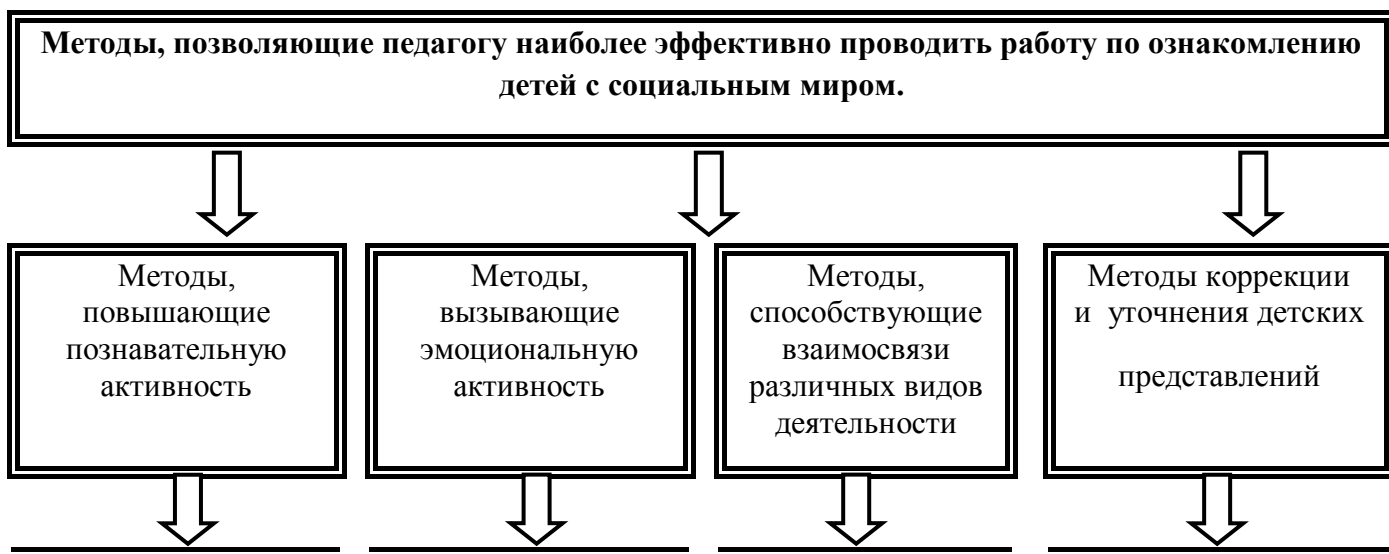 Методы, позволяющие педагогу наиболее эффективно проводить работу по ознакомлению
детей с социальным миром.
Методы,
повышающие
познавательную
активность
Методы,
вызывающие
эмоциональную
активность
Методы,
способствующие
взаимосвязи
различных видов
деятельности
Методы коррекции
и уточнения детских
представлений